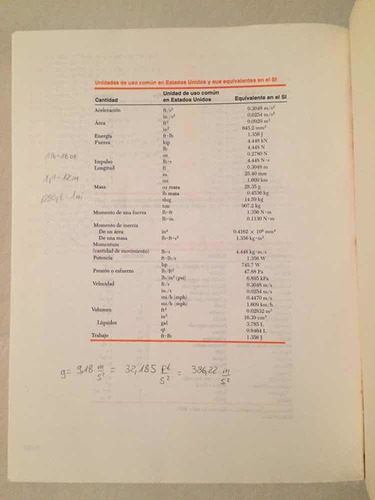 Unidades de uso común en Estados Unidos y sus equivalentes en el SI
Cantidad Unidad de uso común en Estados Unidos Equivalente en el SI
Aceleración ft/s² 0.3048 m/s²
in./s² 0.0254 m/s²
Área ft² 0.0929 m²
in² 645.2 mm²
Energía ft·lb 1.356 J
Fuerza kip 4.448 kN
lb 4.448 N
oz 0.2780 N
Impulso lb·s 4.448 N·s
Longitud ft 0.3048 m
in. 25.40 mm
mi 1.609 km
Masa oz masa 28.35 g
lb masa 0.4536 kg
slug 14.59 kg
ton 907.2 kg
Momento de una fuerza lb·ft 1.356 N·m
lb·in. 0.1130 N·m
Momento de inercia
De un área in⁴ 0.4162 × 10⁶ mm⁴
De una masa lb·ft·s² 1.356 kg·m²
Momentum
(cantidad de movimiento) lb·s 4.448 kg·m/s
Potencia ft·lb/s 1.356 W
hp 745.7 W
Presión o esfuerzo lb/ft² 47.88 Pa
lb/in² (psi) 6.895 kPa
Velocidad ft/s 0.3048 m/s
in./s 0.0254 m/s
mi/h (mph) 0.4470 m/s
mi/h (mph) 1.609 km/h
Volumen ft³ 0.02832 m³
in³ 16.39 cm³
Líquidos gal 3.785 L
qt 0.9464 L
Trabajo ft·lb 1.356 J
1ft - 12in
5280ft - 1mi
g = 9,18 m/s² = 32,185 ft/s² = 386,22 in/s²